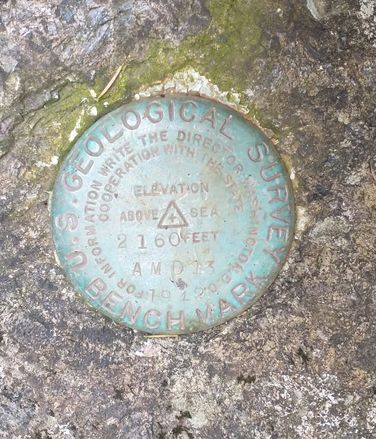 U.S. GEOLOGICAL SURVEY
FOR INFORMATION WRITE THE DIRECTOR, WASHINGTON, D.C.
COOPERATION WITH THE STATE
ELEVATION
ABOVE SEA
2160 FEET
AMD 13
1912
BENCH MARK